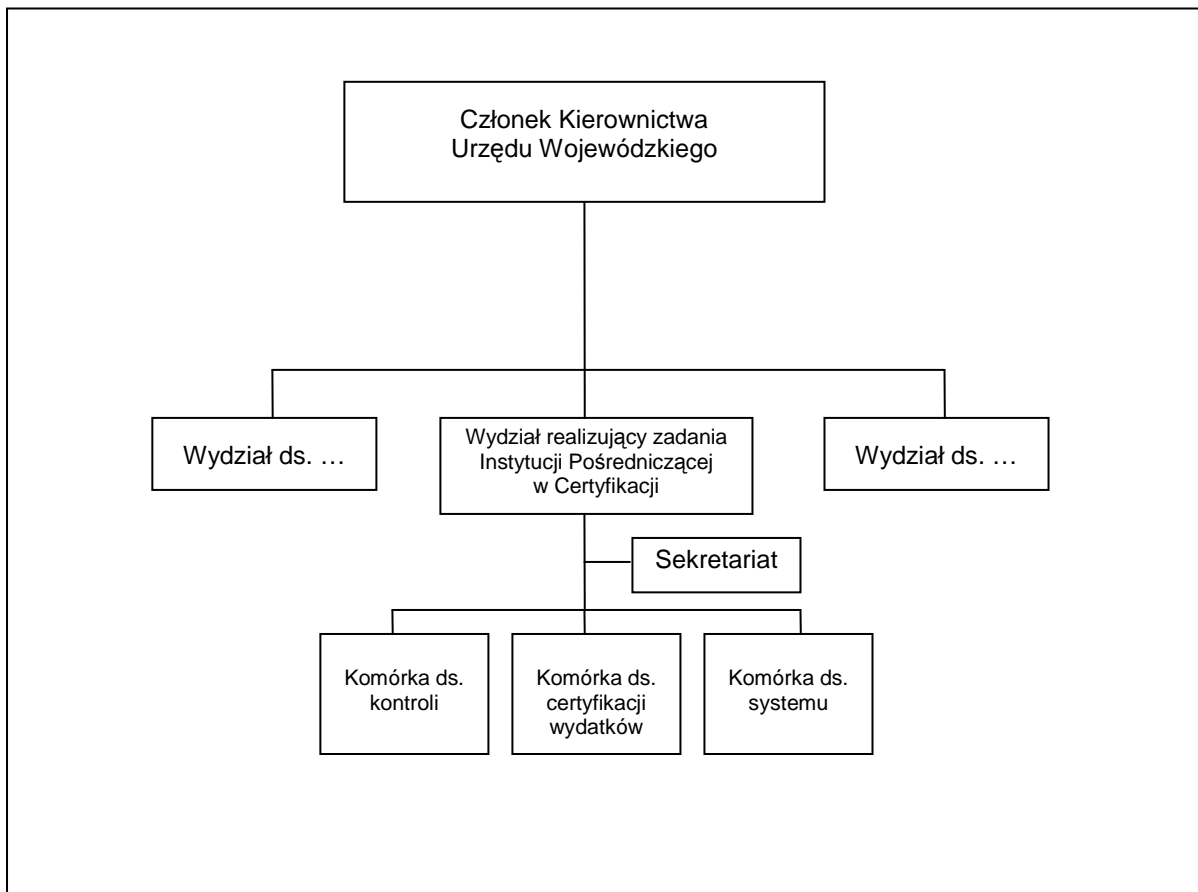 Członek Kierownictwa
Urzędu Wojewódzkiego
Wydział ds. …
Wydział realizujący zadania
Instytucji Pośredniczącej
w Certyfikacji
Wydział ds. …
Sekretariat
Komórka ds.
kontroli
Komórka ds.
certyfikacji
wydatków
Komórka ds.
systemu